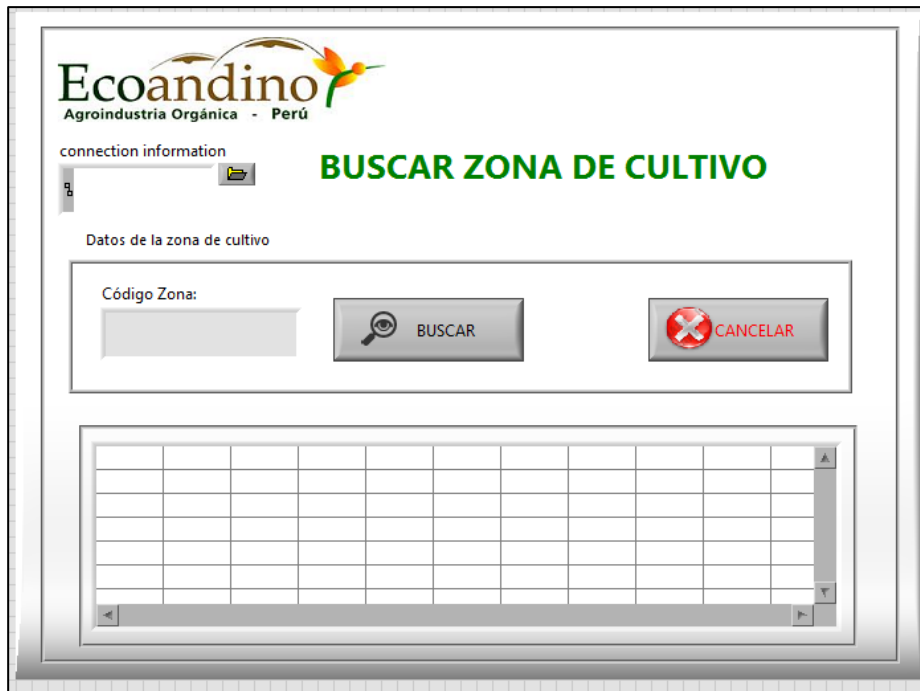 Ecoandino
Agroindustria Orgánica - Perú
connection information
BUSCAR ZONA DE CULTIVO
Datos de la zona de cultivo
Código Zona:
BUSCAR
CANCELAR